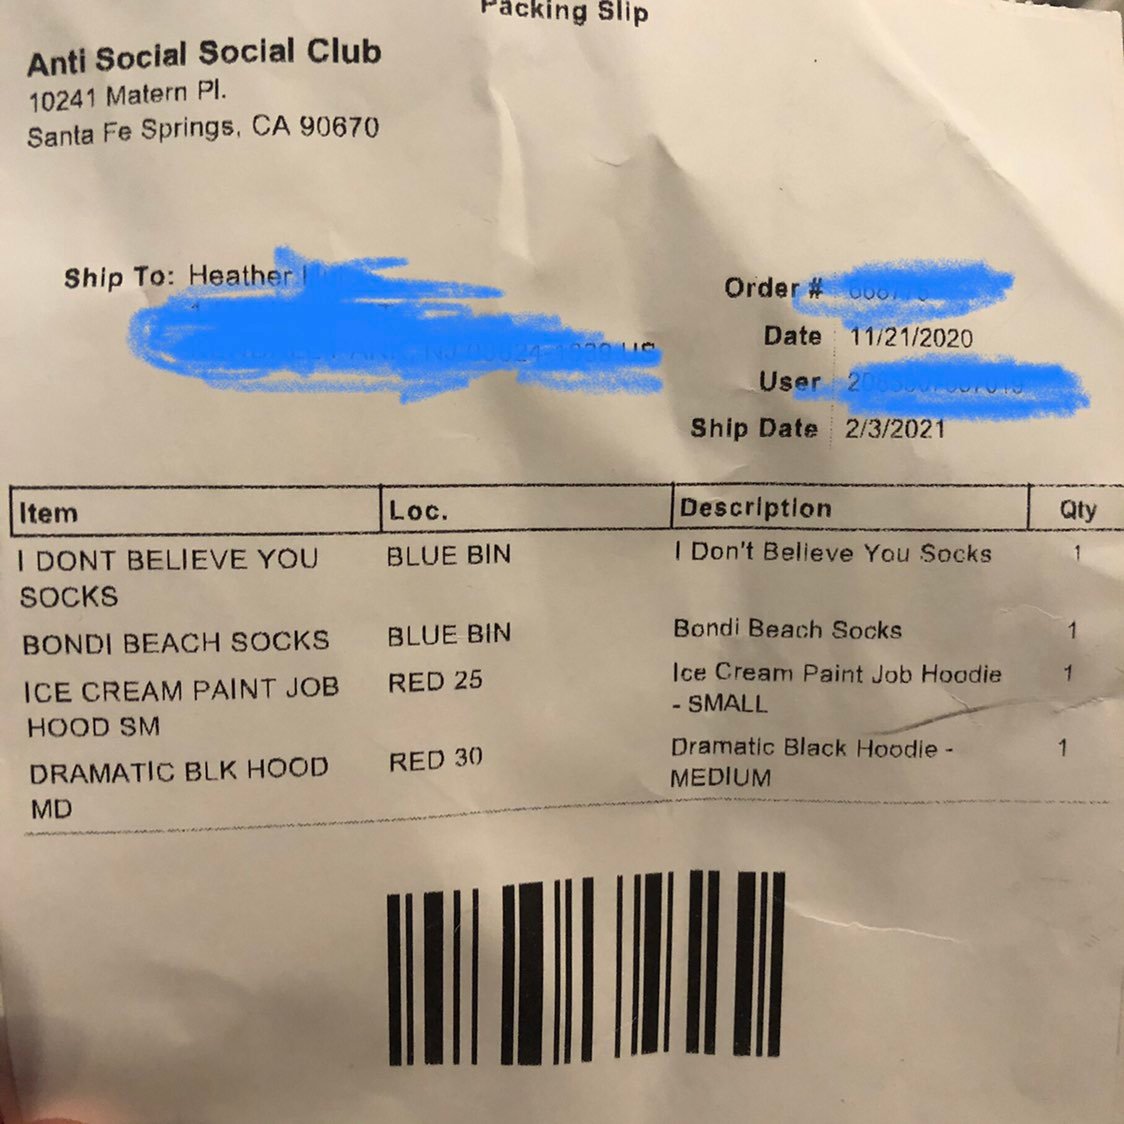 Packing Slip
Anti Social Social Club
10241 Matern Pl.
Santa Fe Springs, CA 90670
Ship To: Heather
Order #
Date 11/21/2020
User
Ship Date 2/3/2021
Item Loc. Description Qty
I DONT BELIEVE YOU BLUE BIN I Don't Believe You Socks 1
SOCKS
BONDI BEACH SOCKS BLUE BIN Bondi Beach Socks 1
ICE CREAM PAINT JOB RED 25 Ice Cream Paint Job Hoodie 1
HOOD SM - SMALL
DRAMATIC BLK HOOD RED 30 Dramatic Black Hoodie - 1
MD MEDIUM